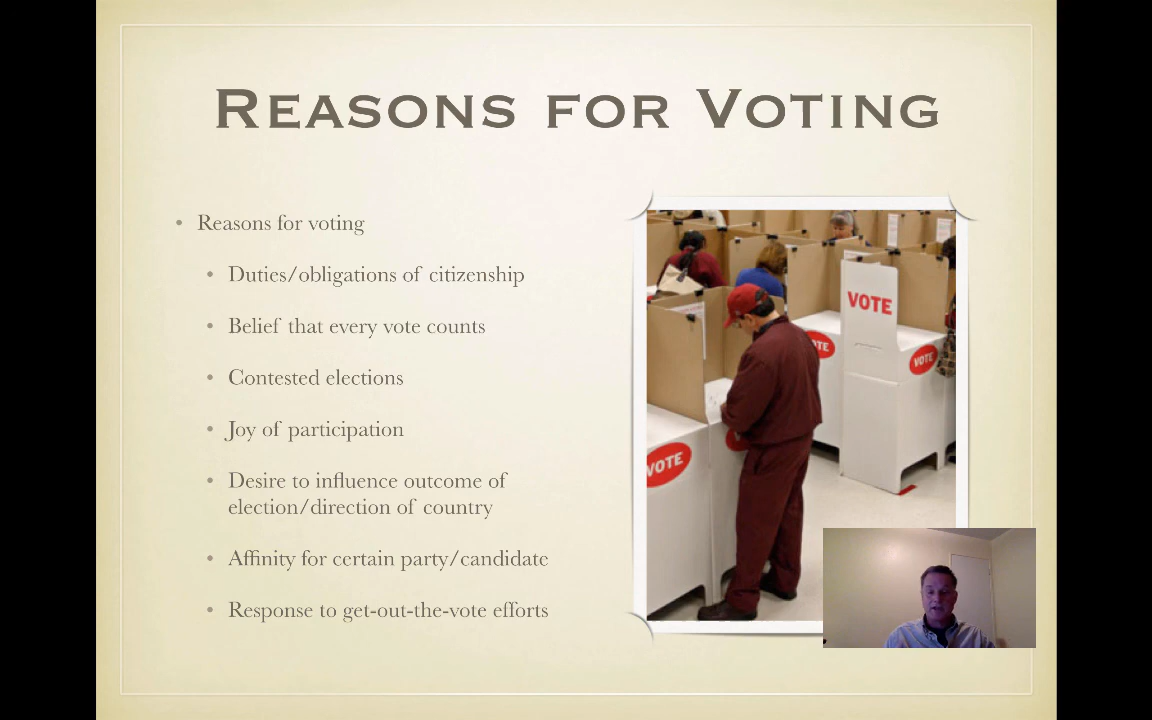 Reasons for Voting
• Reasons for voting
• Duties/obligations of citizenship
• Belief that every vote counts
• Contested elections
• Joy of participation
• Desire to influence outcome of
election/direction of country
• Affinity for certain party/candidate
• Response to get-out-the-vote efforts
VOTE
VOTE
VOTE